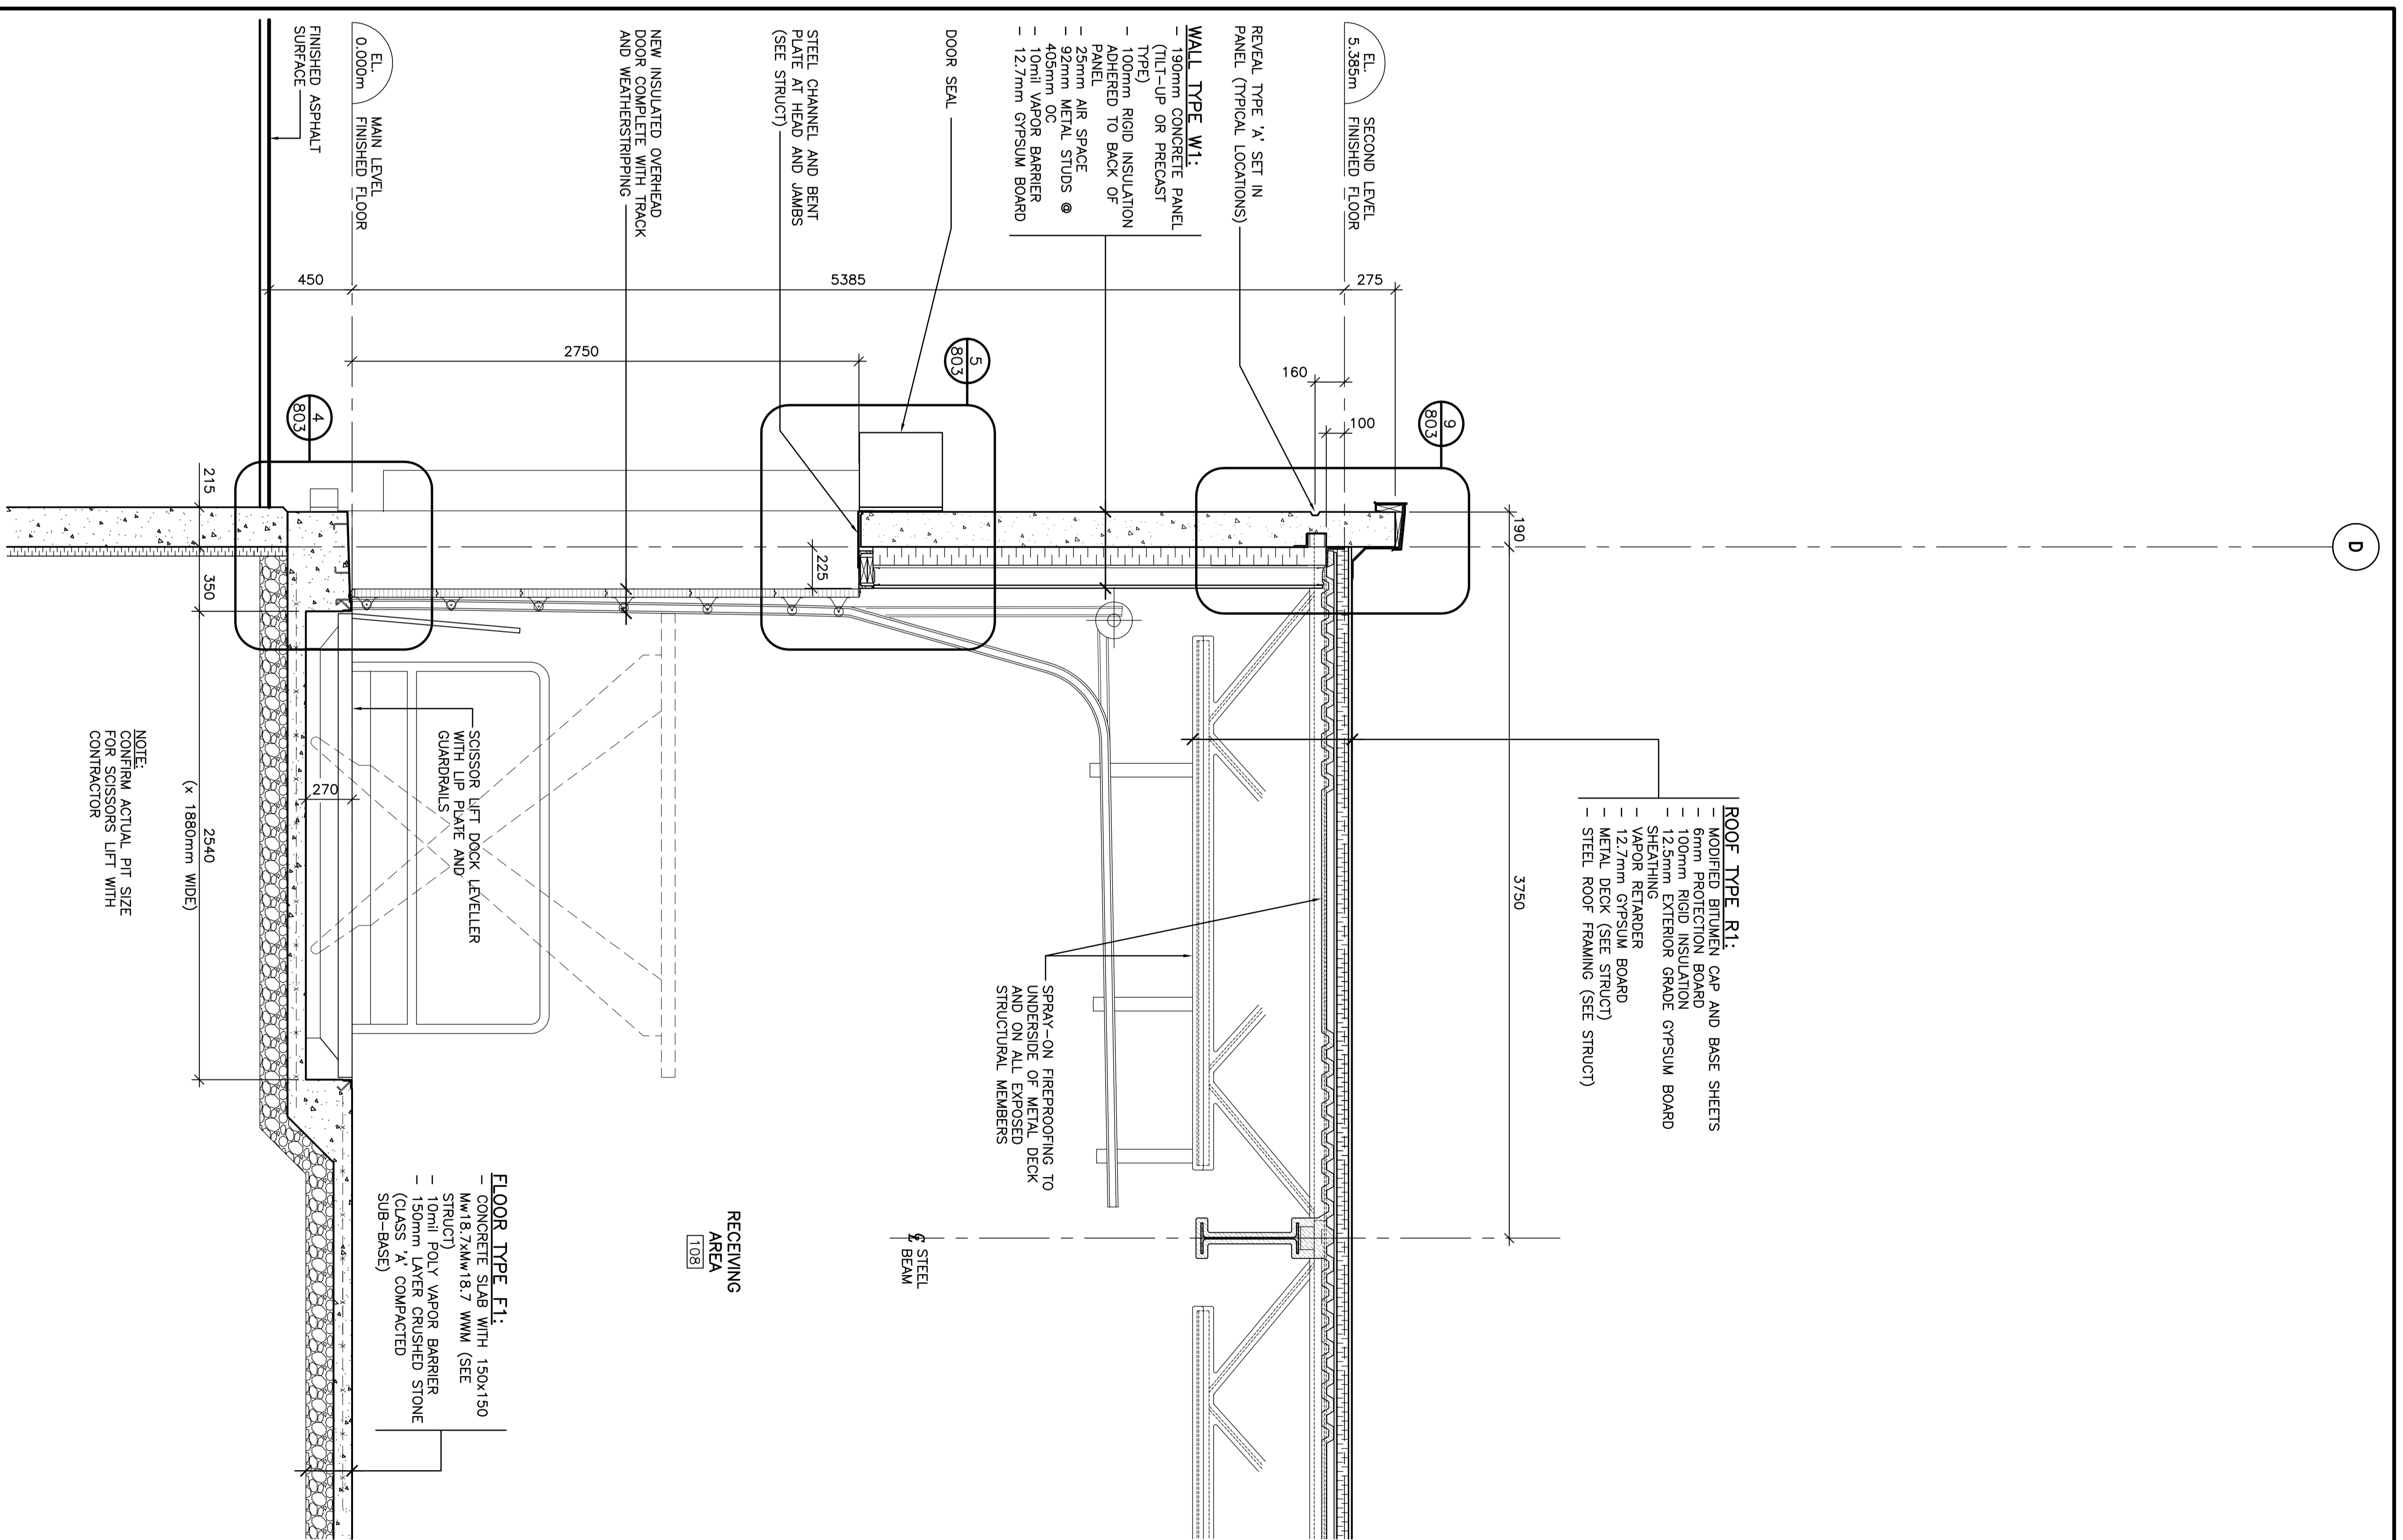 D
EL.
5.385m
SECOND LEVEL
FINISHED FLOOR
REVEAL TYPE 'A' SET IN
PANEL (TYPICAL LOCATIONS)
WALL TYPE W1:
- 190mm CONCRETE PANEL
(TILT-UP OR PRECAST
TYPE)
- 100mm RIGID INSULATION
ADHERED TO BACK OF
PANEL
- 25mm AIR SPACE
- 92mm METAL STUDS @
405mm OC
- 10mil VAPOR BARRIER
- 12.7mm GYPSUM BOARD
DOOR SEAL
STEEL CHANNEL AND BENT
PLATE AT HEAD AND JAMBS
(SEE STRUCT)
NEW INSULATED OVERHEAD
DOOR COMPLETE WITH TRACK
AND WEATHERSTRIPPING
EL.
0.000m
MAIN LEVEL
FINISHED FLOOR
FINISHED ASPHALT
SURFACE
275
5385
450
2750
160
100
9
803
5
803
4
803
190
3750
225
215
350
2540
(x 1880mm WIDE)
270
ROOF TYPE R1:
- MODIFIED BITUMEN CAP AND BASE SHEETS
- 6mm PROTECTION BOARD
- 100mm RIGID INSULATION
- 12.5mm EXTERIOR GRADE GYPSUM BOARD
SHEATHING
- VAPOR RETARDER
- 12.7mm GYPSUM BOARD
- METAL DECK (SEE STRUCT)
- STEEL ROOF FRAMING (SEE STRUCT)
SPRAY-ON FIREPROOFING TO
UNDERSIDE OF METAL DECK
AND ON ALL EXPOSED
STRUCTURAL MEMBERS
℄ STEEL
BEAM
RECEIVING
AREA
108
SCISSOR LIFT DOCK LEVELLER
WITH LIP PLATE AND
GUARDRAILS
FLOOR TYPE F1:
- CONCRETE SLAB WITH 150x150
Mw18.7xMw18.7 WWM (SEE
STRUCT)
- 10mil POLY VAPOR BARRIER
- 150mm LAYER CRUSHED STONE
(CLASS 'A' COMPACTED
SUB-BASE)
NOTE:
CONFIRM ACTUAL PIT SIZE
FOR SCISSORS LIFT WITH
CONTRACTOR